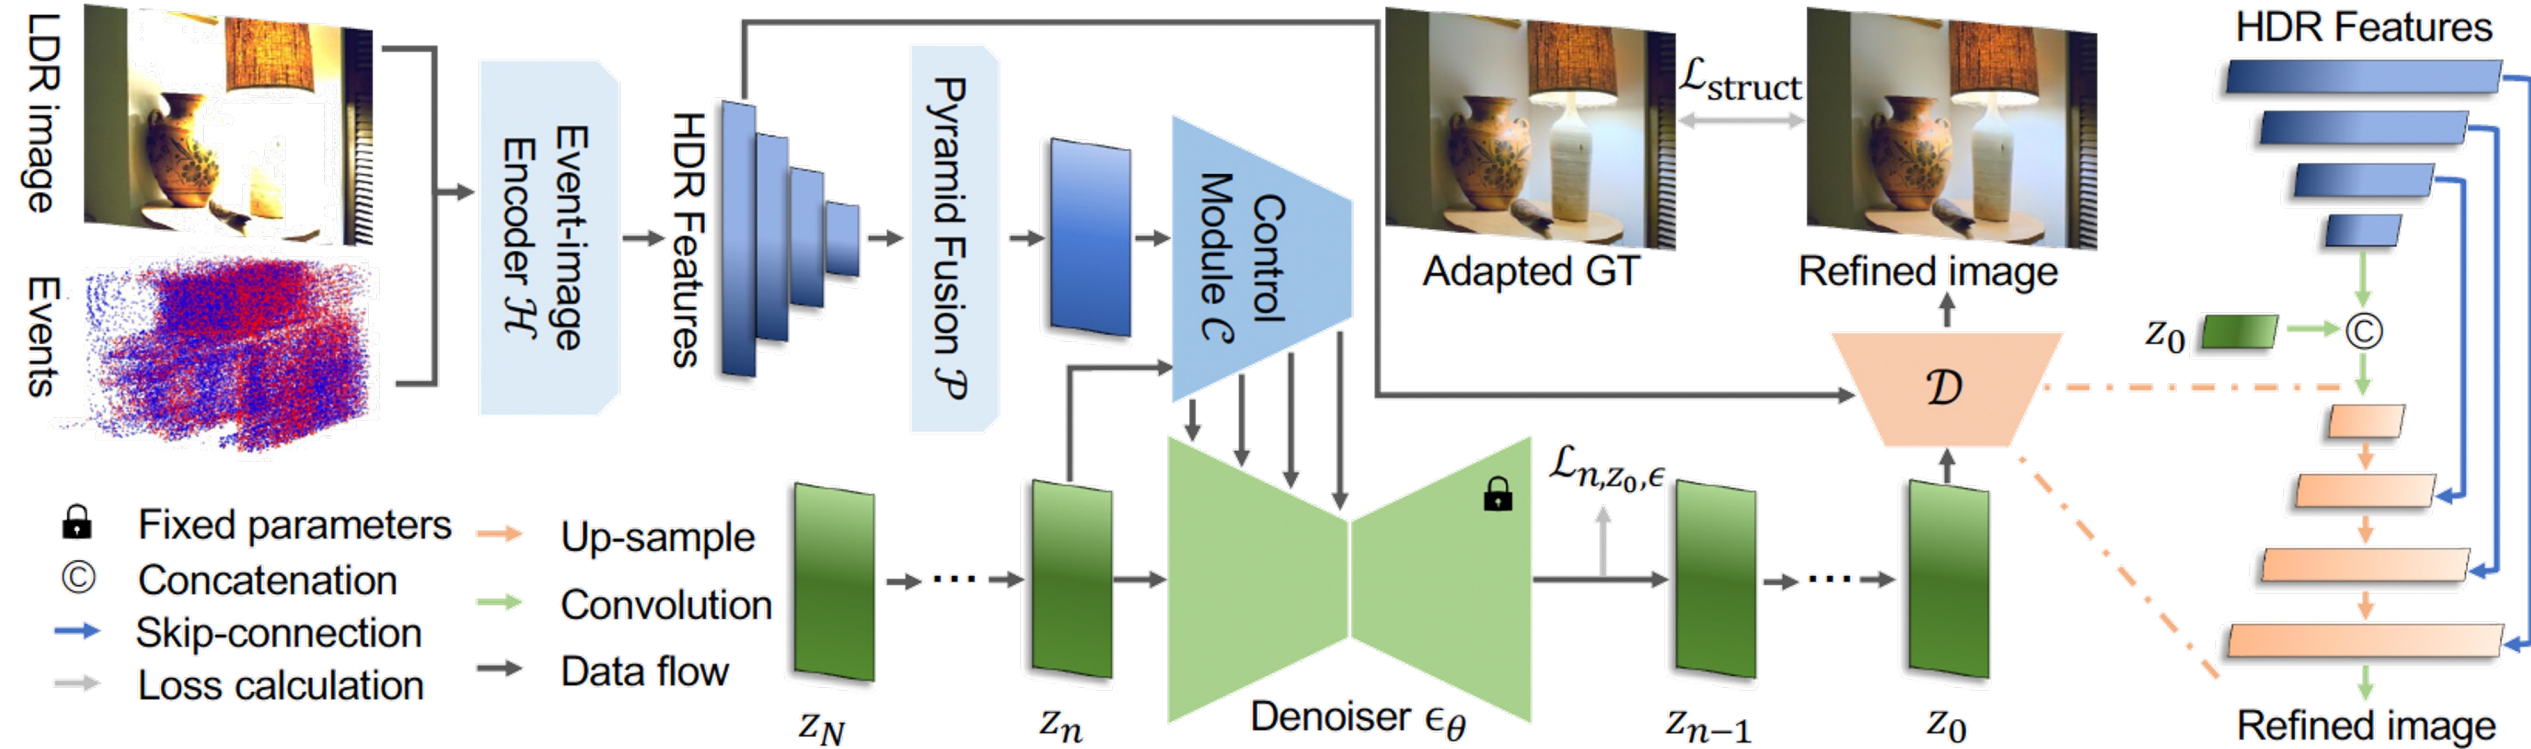 LDR image
Events
Event-image
Encoder ℋ
HDR Features
Pyramid Fusion 𝒫
Control
Module 𝒞
Adapted GT
ℒstruct
Refined image
𝒟
HDR Features
z0
©
Refined image
Fixed parameters
© Concatenation
Skip-connection
Loss calculation
Up-sample
Convolution
Data flow
zN
...
zn
Denoiser ϵθ
ℒn,z0,ϵ
zn−1
...
z0